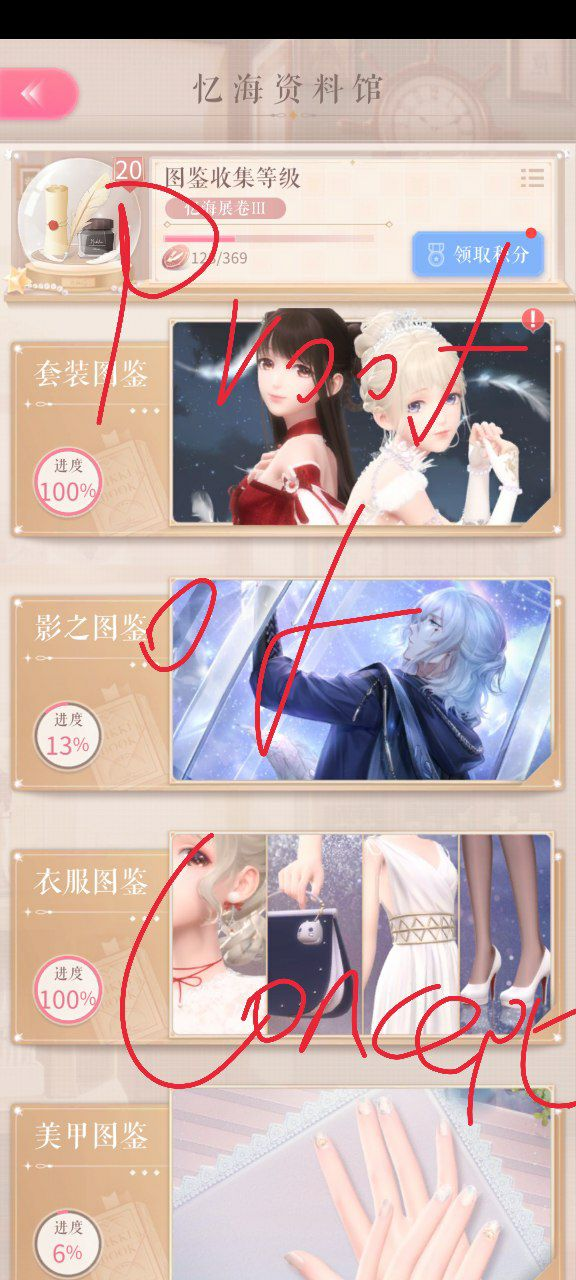 忆海资料馆
20
图鉴收集等级
忆海展卷III
/369
领取积分
Proof
套装图鉴
进度
100%
of
影之图鉴
进度
13%
衣服图鉴
进度
100%
Concept
美甲图鉴
进度
6%